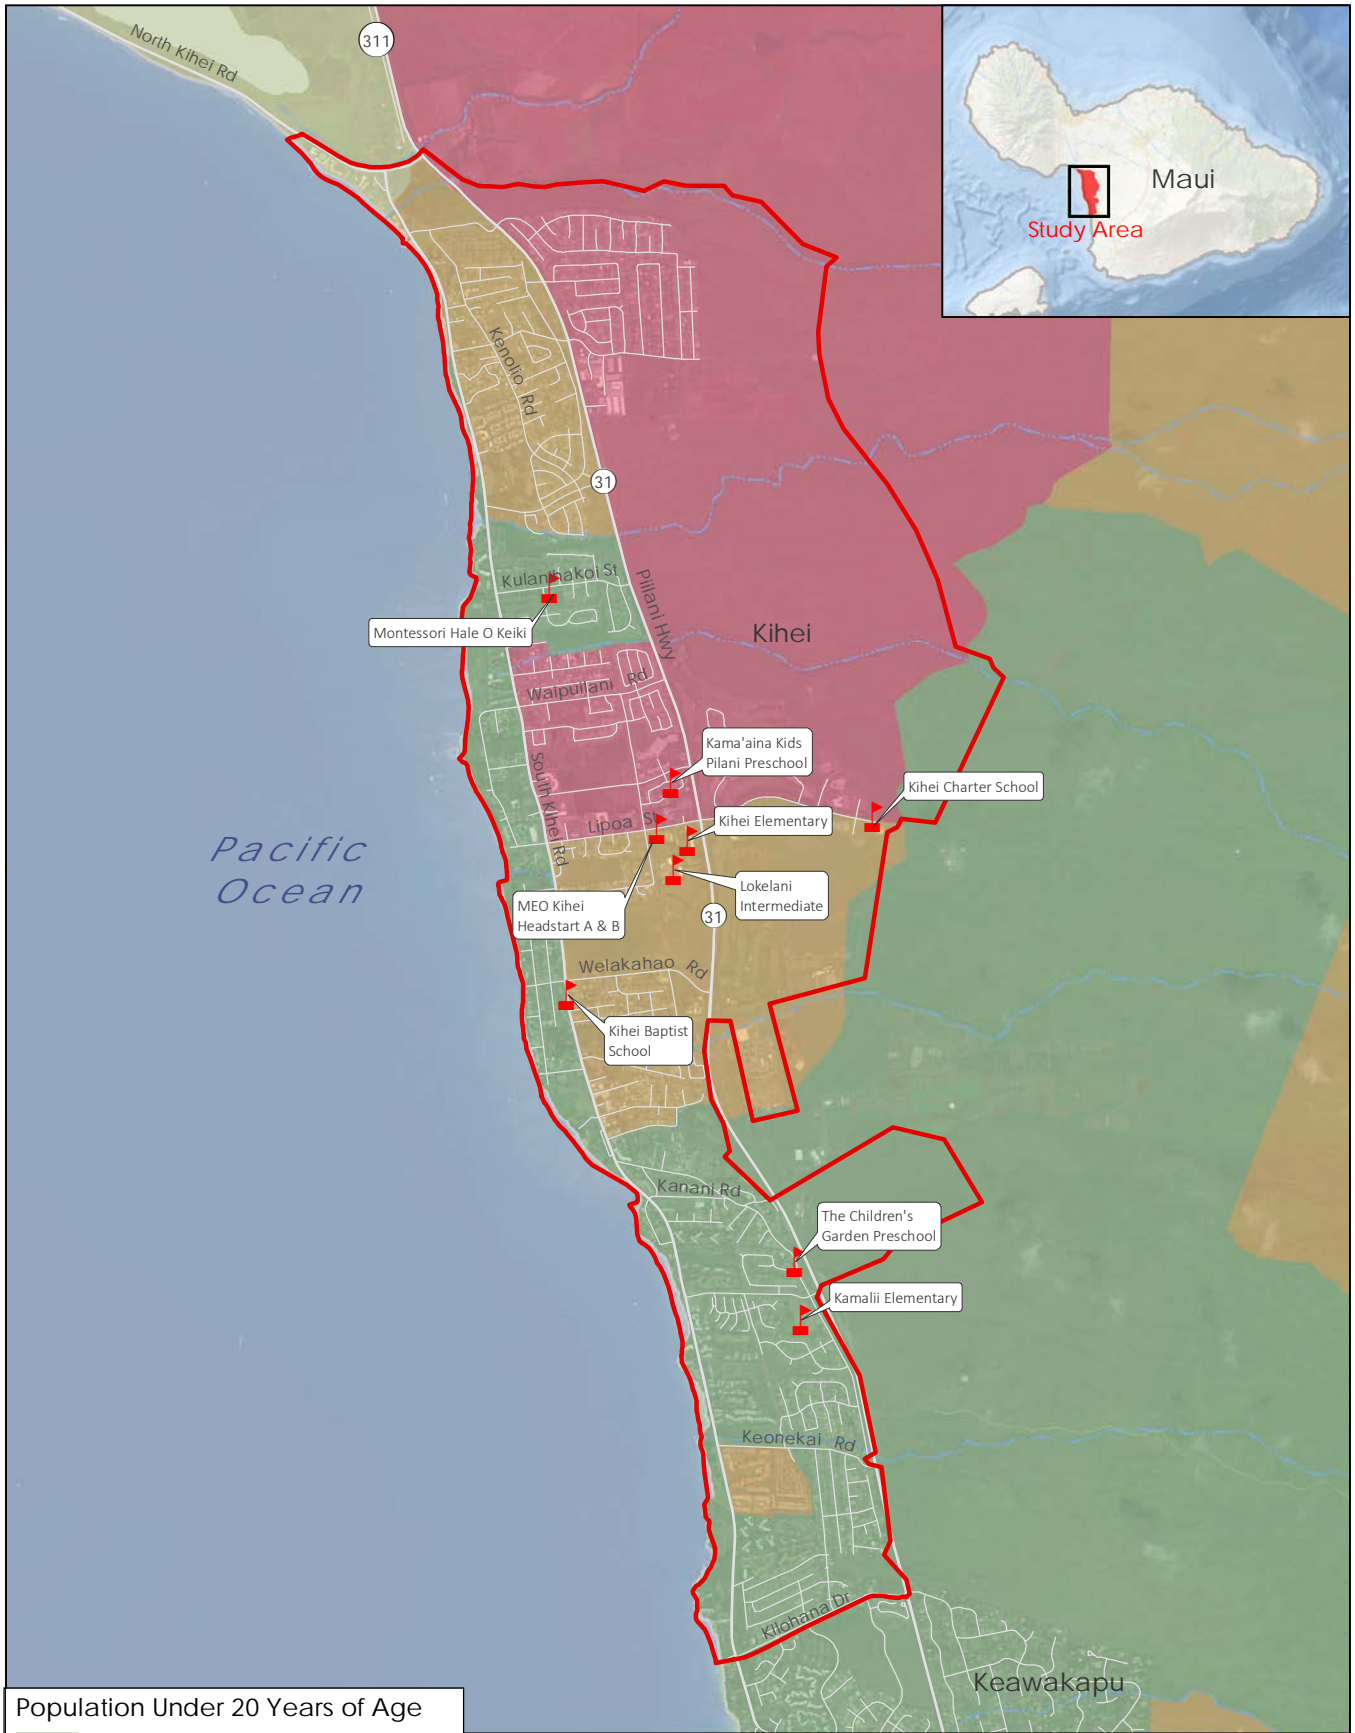 North Kihei Rd
311
Maui
Study Area
Kenolio Rd
31
Kulanihakoi St
Piilani Hwy
Montessori Hale O Keiki
Kihei
Waipuilani Rd
Kama'aina Kids
Pilani Preschool
South Kihei Rd
Kihei Charter School
Lipoa St
Kihei Elementary
Pacific
Ocean
Lokelani
Intermediate
MEO Kihei
Headstart A & B
31
Welakahao Rd
Kihei Baptist
School
Kanani Rd
The Children's
Garden Preschool
Kamalii Elementary
Keonekai Rd
Kilohana Dr
Keawakapu
Population Under 20 Years of Age